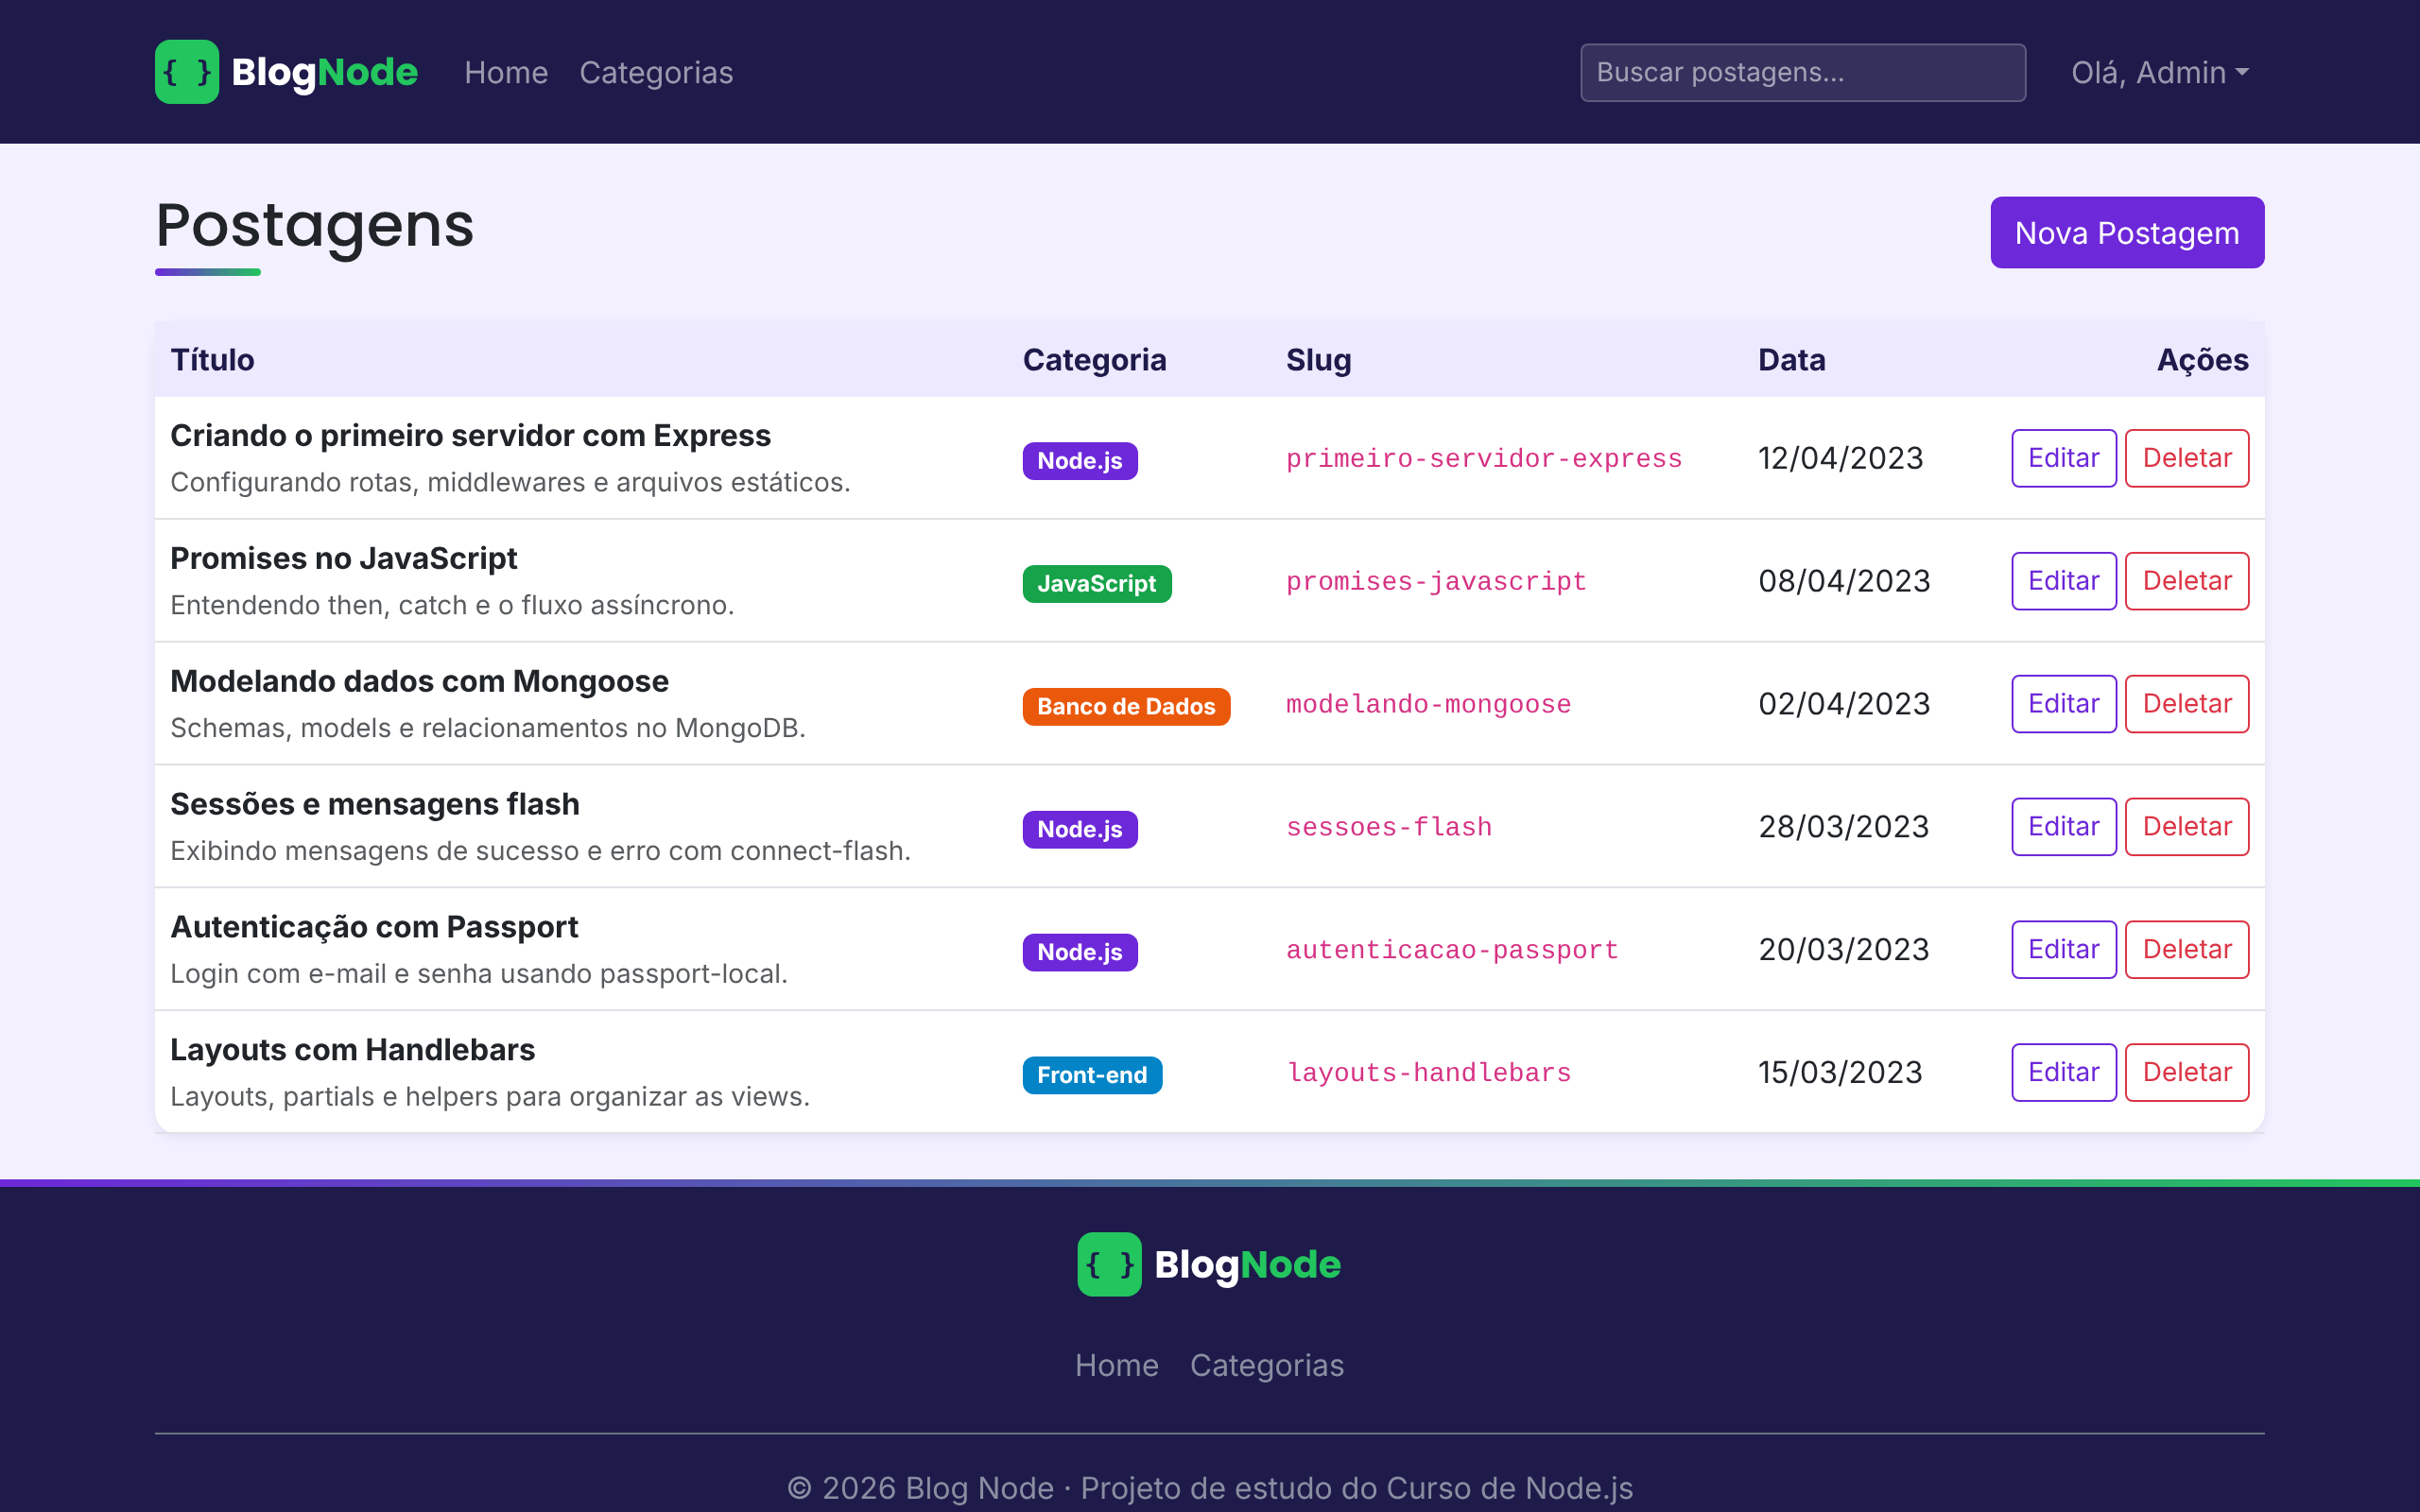 { } BlogNode Home Categorias Buscar postagens... Olá, Admin
Postagens Nova Postagem
Título Categoria Slug Data Ações
Criando o primeiro servidor com Express
Configurando rotas, middlewares e arquivos estáticos.
Node.js primeiro-servidor-express 12/04/2023 Editar Deletar
Promises no JavaScript
Entendendo then, catch e o fluxo assíncrono.
JavaScript promises-javascript 08/04/2023 Editar Deletar
Modelando dados com Mongoose
Schemas, models e relacionamentos no MongoDB.
Banco de Dados modelando-mongoose 02/04/2023 Editar Deletar
Sessões e mensagens flash
Exibindo mensagens de sucesso e erro com connect-flash.
Node.js sessoes-flash 28/03/2023 Editar Deletar
Autenticação com Passport
Login com e-mail e senha usando passport-local.
Node.js autenticacao-passport 20/03/2023 Editar Deletar
Layouts com Handlebars
Layouts, partials e helpers para organizar as views.
Front-end layouts-handlebars 15/03/2023 Editar Deletar
{ } BlogNode
Home Categorias
© 2026 Blog Node · Projeto de estudo do Curso de Node.js